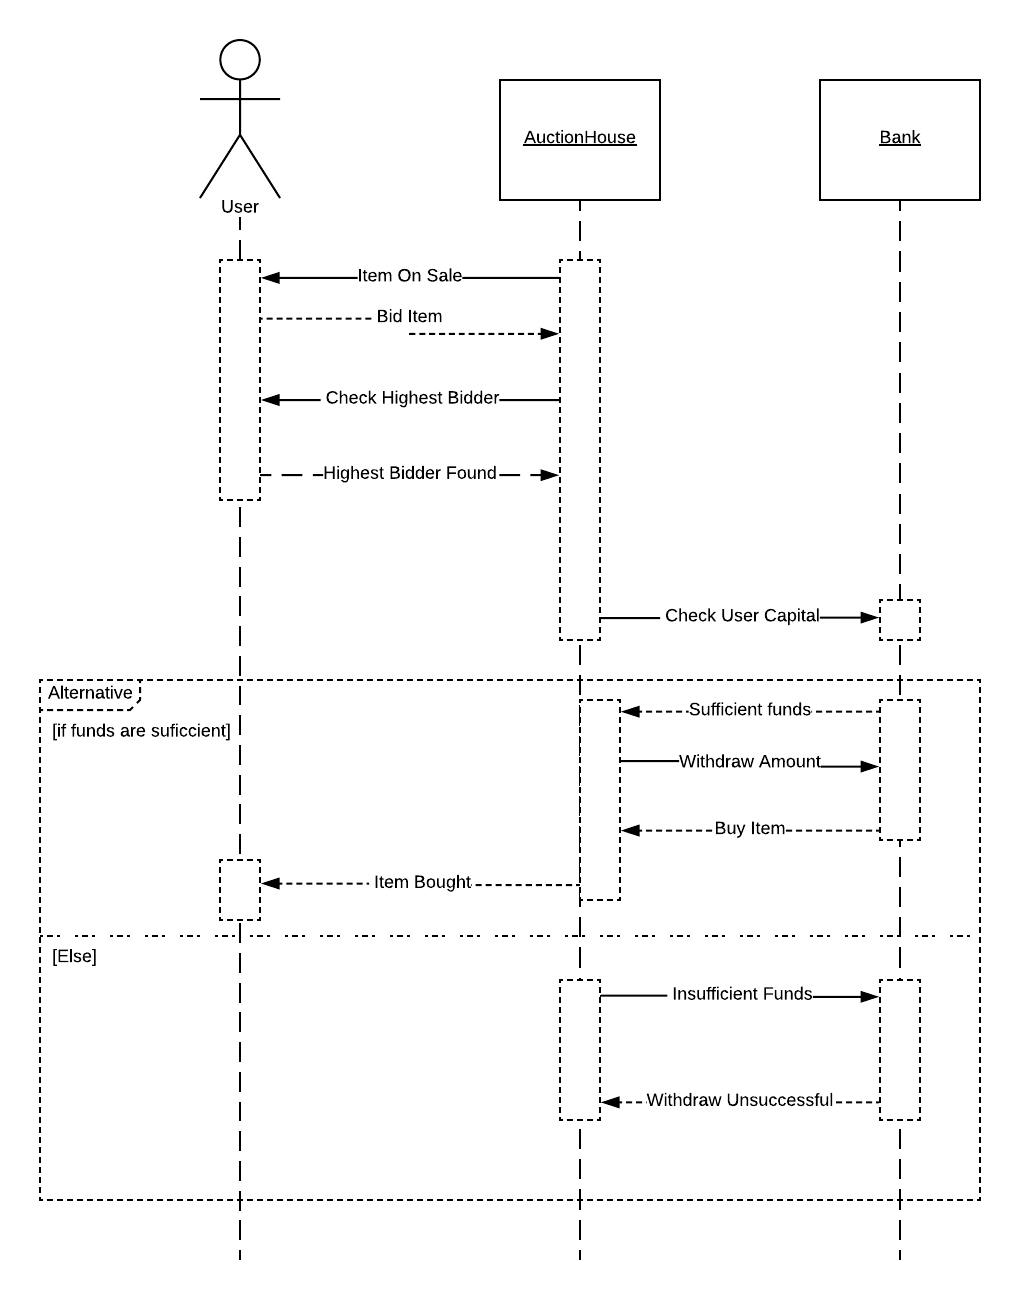 User
AuctionHouse
Bank
Item On Sale
Bid Item
Check Highest Bidder
Highest Bidder Found
Check User Capital
Alternative
[if funds are suficcient]
Sufficient funds
Withdraw Amount
Buy Item
Item Bought
[Else]
Insufficient Funds
Withdraw Unsuccessful